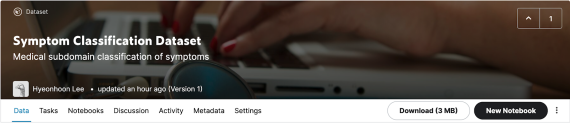 Dataset
1
Symptom Classification Dataset
Medical subdomain classification of symptoms
Hyeonhoon Lee • updated an hour ago (Version 1)
Data Tasks Notebooks Discussion Activity Metadata Settings Download (3 MB) New Notebook